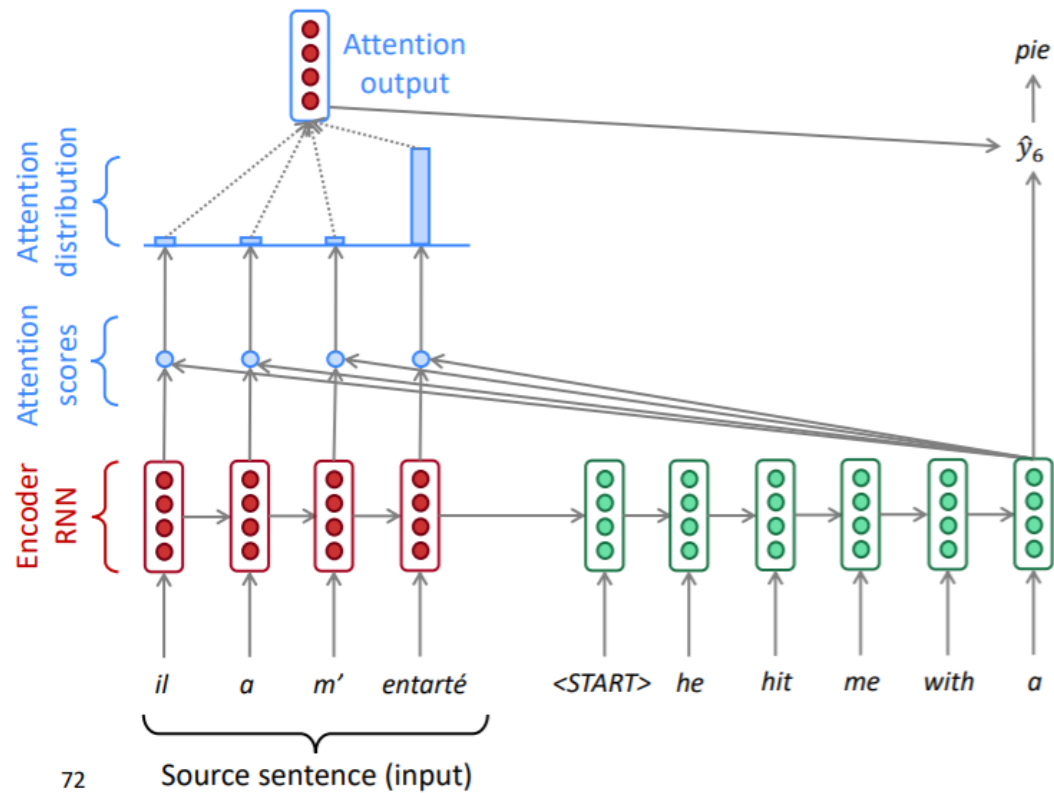 Attention
output
pie
ŷ₆
Attention
distribution
Attention
scores
Encoder
RNN
il a m' entarté <START> he hit me with a
Source sentence (input)
72